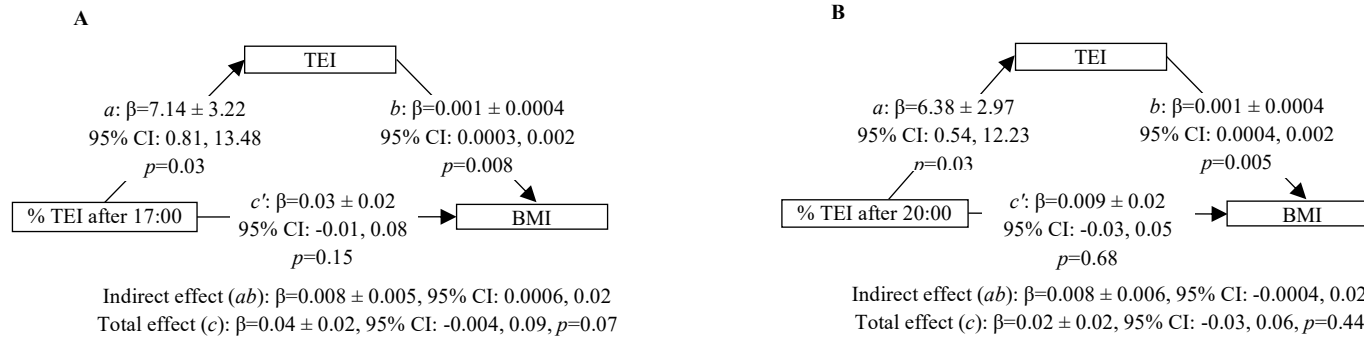 A
TEI
a: β=7.14 ± 3.22
95% CI: 0.81, 13.48
p=0.03
b: β=0.001 ± 0.0004
95% CI: 0.0003, 0.002
p=0.008
% TEI after 17:00
c′: β=0.03 ± 0.02
95% CI: -0.01, 0.08
p=0.15
BMI
Indirect effect (ab): β=0.008 ± 0.005, 95% CI: 0.0006, 0.02
Total effect (c): β=0.04 ± 0.02, 95% CI: -0.004, 0.09, p=0.07
B
TEI
a: β=6.38 ± 2.97
95% CI: 0.54, 12.23
p=0.03
b: β=0.001 ± 0.0004
95% CI: 0.0004, 0.002
p=0.005
% TEI after 20:00
c′: β=0.009 ± 0.02
95% CI: -0.03, 0.05
p=0.68
BMI
Indirect effect (ab): β=0.008 ± 0.006, 95% CI: -0.0004, 0.02
Total effect (c): β=0.02 ± 0.02, 95% CI: -0.03, 0.06, p=0.44